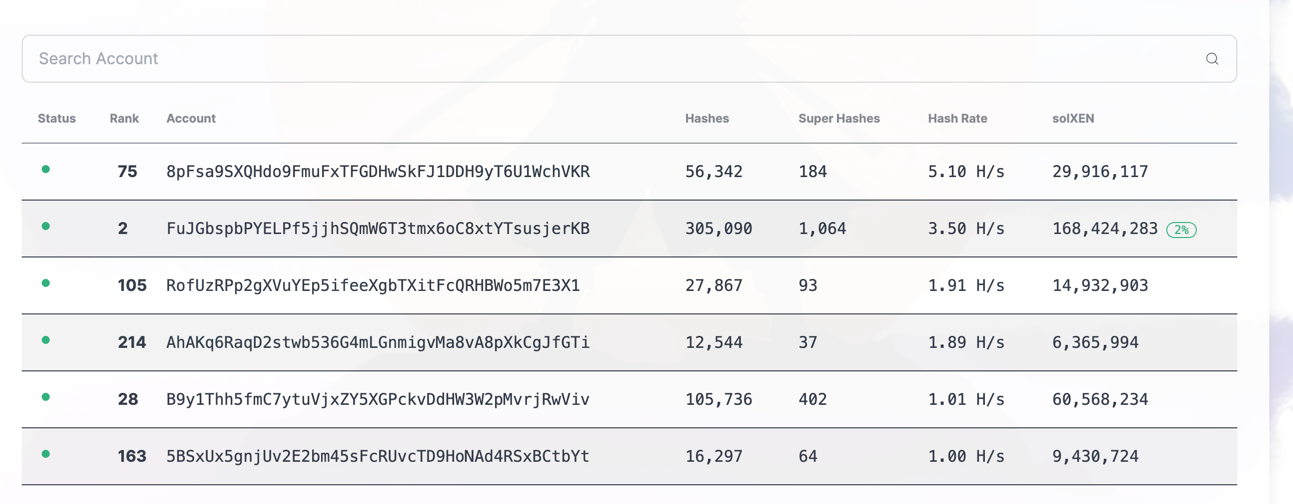 Search Account
Status Rank Account Hashes Super Hashes Hash Rate solXEN
75 8pFsa9SXQHdo9FmuFxTFGDHwSkFJ1DDH9yT6U1WchVKR 56,342 184 5.10 H/s 29,916,117
2 FuJGbspbPYELPf5jjhSQmW6T3tmx6oC8xtYTsusjerKB 305,090 1,064 3.50 H/s 168,424,283 2%
105 RofUzRPp2gXVuYEp5ifeeXgbTXitFcQRHBWo5m7E3X1 27,867 93 1.91 H/s 14,932,903
214 AhAKq6RaqD2stwb536G4mLGnmigvMa8vA8pXkCgJfGTi 12,544 37 1.89 H/s 6,365,994
28 B9y1Thh5fmC7ytuVjxZY5XGPckvDdHW3W2pMvrjRwViv 105,736 402 1.01 H/s 60,568,234
163 5BSxUx5gnjUv2E2bm45sFcRUvcTD9HoNAd4RSxBCtbYt 16,297 64 1.00 H/s 9,430,724